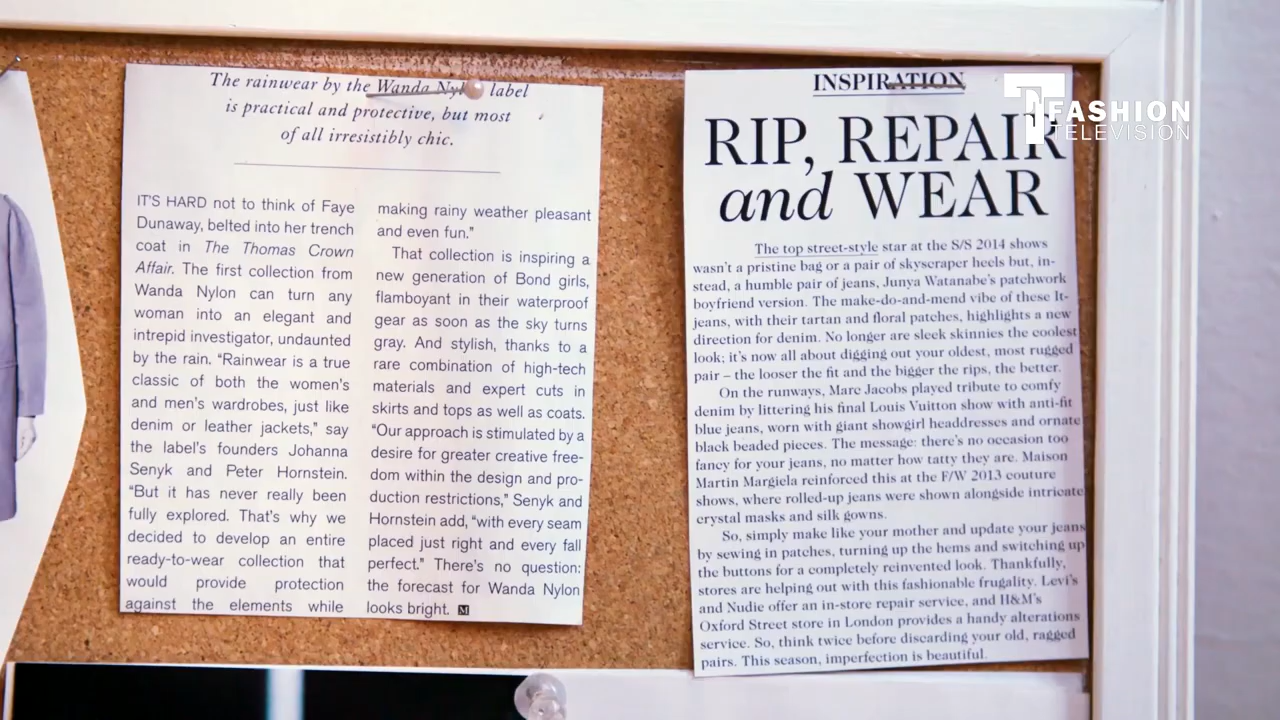 The rainwear by the Wanda Nylon label
is practical and protective, but most
of all irresistibly chic.
IT'S HARD not to think of Faye
Dunaway, belted into her trench
coat in The Thomas Crown
Affair. The first collection from
Wanda Nylon can turn any
woman into an elegant and
intrepid investigator, undaunted
by the rain. "Rainwear is a true
classic of both the women's
and men's wardrobes, just like
denim or leather jackets," say
the label's founders Johanna
Senyk and Peter Hornstein.
"But it has never really been
fully explored. That's why we
decided to develop an entire
ready-to-wear collection that
would provide protection
against the elements while
making rainy weather pleasant
and even fun."
That collection is inspiring a
new generation of Bond girls,
flamboyant in their waterproof
gear as soon as the sky turns
gray. And stylish, thanks to a
rare combination of high-tech
materials and expert cuts in
skirts and tops as well as coats.
"Our approach is stimulated by a
desire for greater creative free-
dom within the design and pro-
duction restrictions," Senyk and
Hornstein add, "with every seam
placed just right and every fall
perfect." There's no question:
the forecast for Wanda Nylon
looks bright. M
INSPIRATION
RIP, REPAIR
and WEAR
The top street-style star at the S/S 2014 shows
wasn't a pristine bag or a pair of skyscraper heels but, in-
stead, a humble pair of jeans, Junya Watanabe's patchwork
boyfriend version. The make-do-and-mend vibe of these It-
jeans, with their tartan and floral patches, highlights a new
direction for denim. No longer are sleek skinnies the coolest
look; it's now all about digging out your oldest, most rugged
pair – the looser the fit and the bigger the rips, the better.
On the runways, Marc Jacobs played tribute to comfy
denim by littering his final Louis Vuitton show with anti-fit
blue jeans, worn with giant showgirl headdresses and ornate
black beaded pieces. The message: there's no occasion too
fancy for your jeans, no matter how tatty they are. Maison
Martin Margiela reinforced this at the F/W 2013 couture
shows, where rolled-up jeans were shown alongside intricate
crystal masks and silk gowns.
So, simply make like your mother and update your jeans
by sewing in patches, turning up the hems and switching up
the buttons for a completely reinvented look. Thankfully,
stores are helping out with this fashionable frugality. Levi's
and Nudie offer an in-store repair service, and H&M's
Oxford Street store in London provides a handy alterations
service. So, think twice before discarding your old, ragged
pairs. This season, imperfection is beautiful.
FASHION
TELEVISION